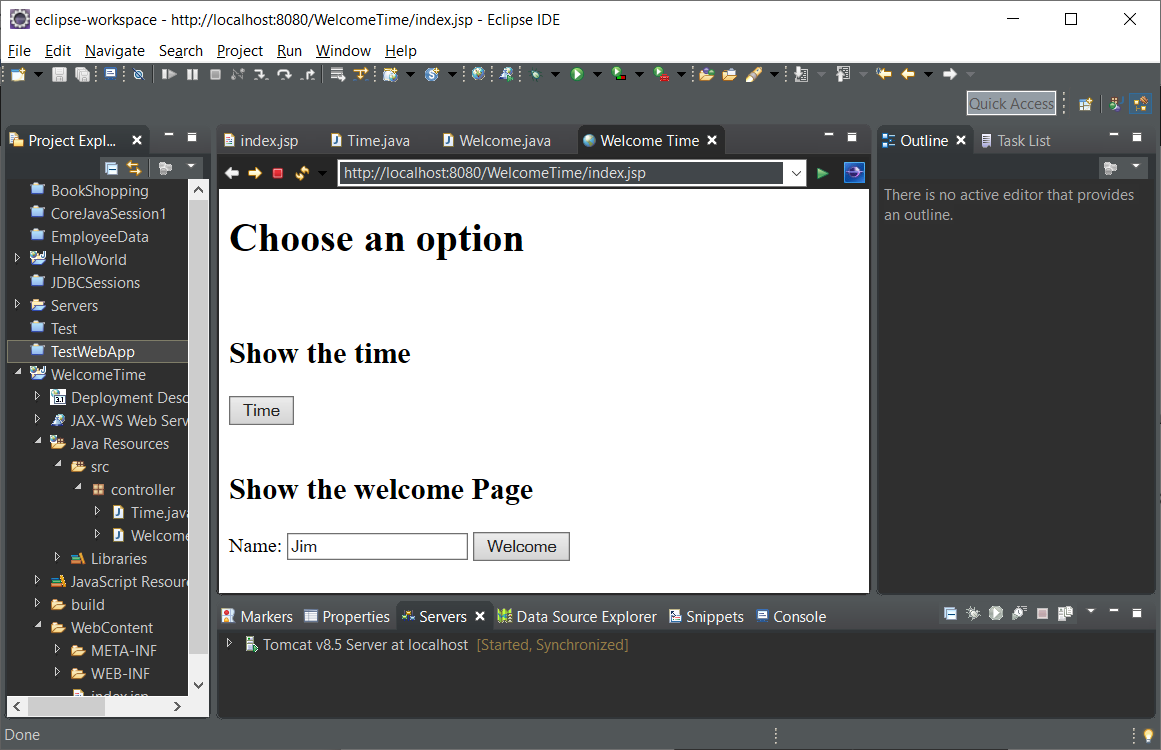 eclipse-workspace - http://localhost:8080/WelcomeTime/index.jsp - Eclipse IDE
File Edit Navigate Search Project Run Window Help
Quick Access
Project Expl...
BookShopping
CoreJavaSession1
EmployeeData
HelloWorld
JDBCSessions
Servers
Test
TestWebApp
WelcomeTime
Deployment Desc
JAX-WS Web Serv
Java Resources
src
controller
Time.jav
Welcome
Libraries
JavaScript Resour
build
WebContent
META-INF
WEB-INF
index.jsp
index.jsp Time.java Welcome.java Welcome Time
http://localhost:8080/WelcomeTime/index.jsp
Choose an option
Show the time
Time
Show the welcome Page
Name: Jim Welcome
Outline Task List
There is no active editor that provides
an outline.
Markers Properties Servers Data Source Explorer Snippets Console
Tomcat v8.5 Server at localhost [Started, Synchronized]
Done